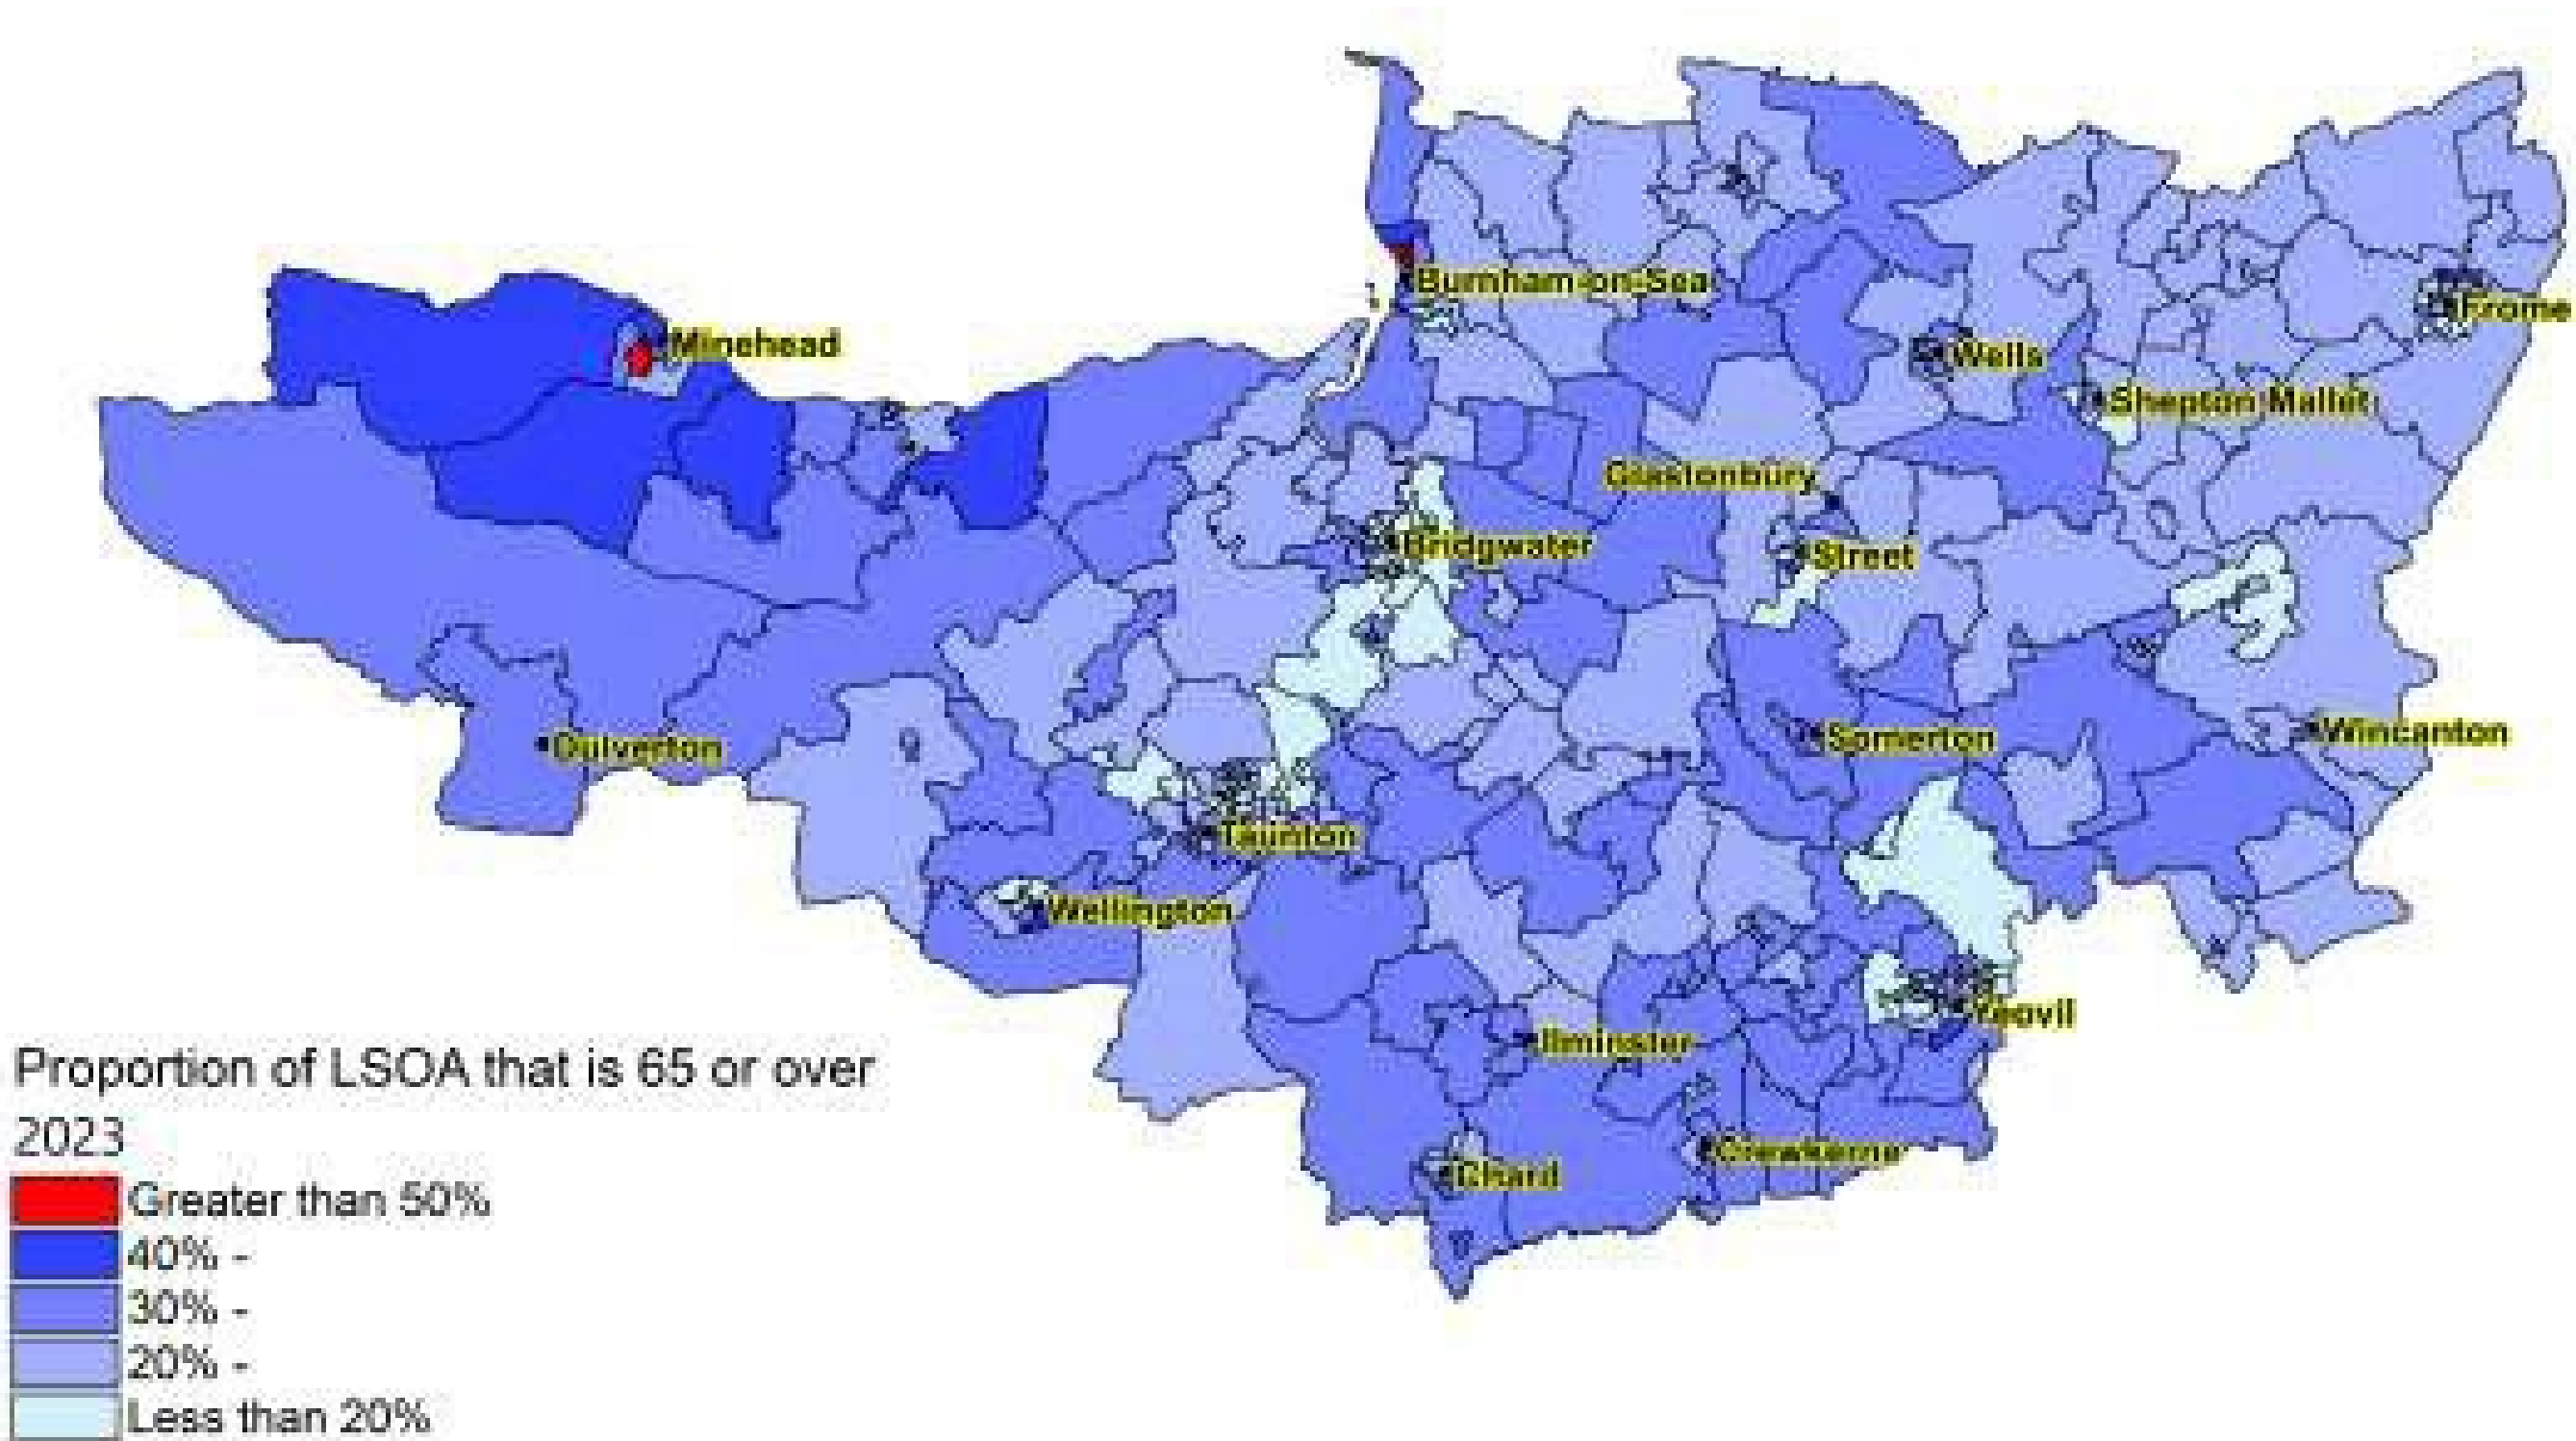 Burnham-on-Sea
Minehead
Frome
Wells
Shepton Mallet
Glastonbury
Bridgwater
Street
Dulverton
Somerton
Wincanton
Taunton
Wellington
Yeovil
Ilminster
Crewkerne
Chard
Proportion of LSOA that is 65 or over
2023
Greater than 50%
40% -
30% -
20% -
Less than 20%